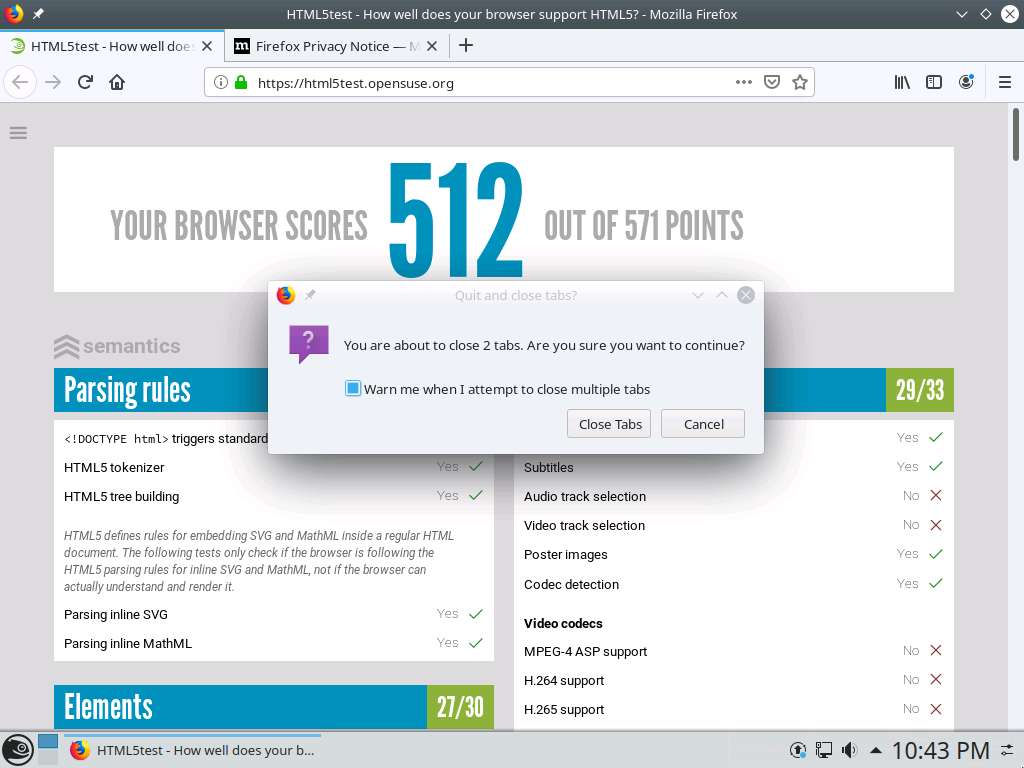 HTML5test - How well does your browser support HTML5? - Mozilla Firefox
HTML5test - How well does
Firefox Privacy Notice — M
https://html5test.opensuse.org
YOUR BROWSER SCORES 512 OUT OF 571 POINTS
Quit and close tabs?
You are about to close 2 tabs. Are you sure you want to continue?
Warn me when I attempt to close multiple tabs
Close Tabs Cancel
semantics
Parsing rules
<!DOCTYPE html> triggers standard
HTML5 tokenizer Yes
HTML5 tree building Yes
HTML5 defines rules for embedding SVG and MathML inside a regular HTML
document. The following tests only check if the browser is following the
HTML5 parsing rules for inline SVG and MathML, not if the browser can
actually understand and render it.
Parsing inline SVG Yes
Parsing inline MathML Yes
Elements 27/30
29/33
Yes
Subtitles Yes
Audio track selection No
Video track selection No
Poster images Yes
Codec detection Yes
Video codecs
MPEG-4 ASP support No
H.264 support No
H.265 support No
HTML5test - How well does your b...
10:43 PM